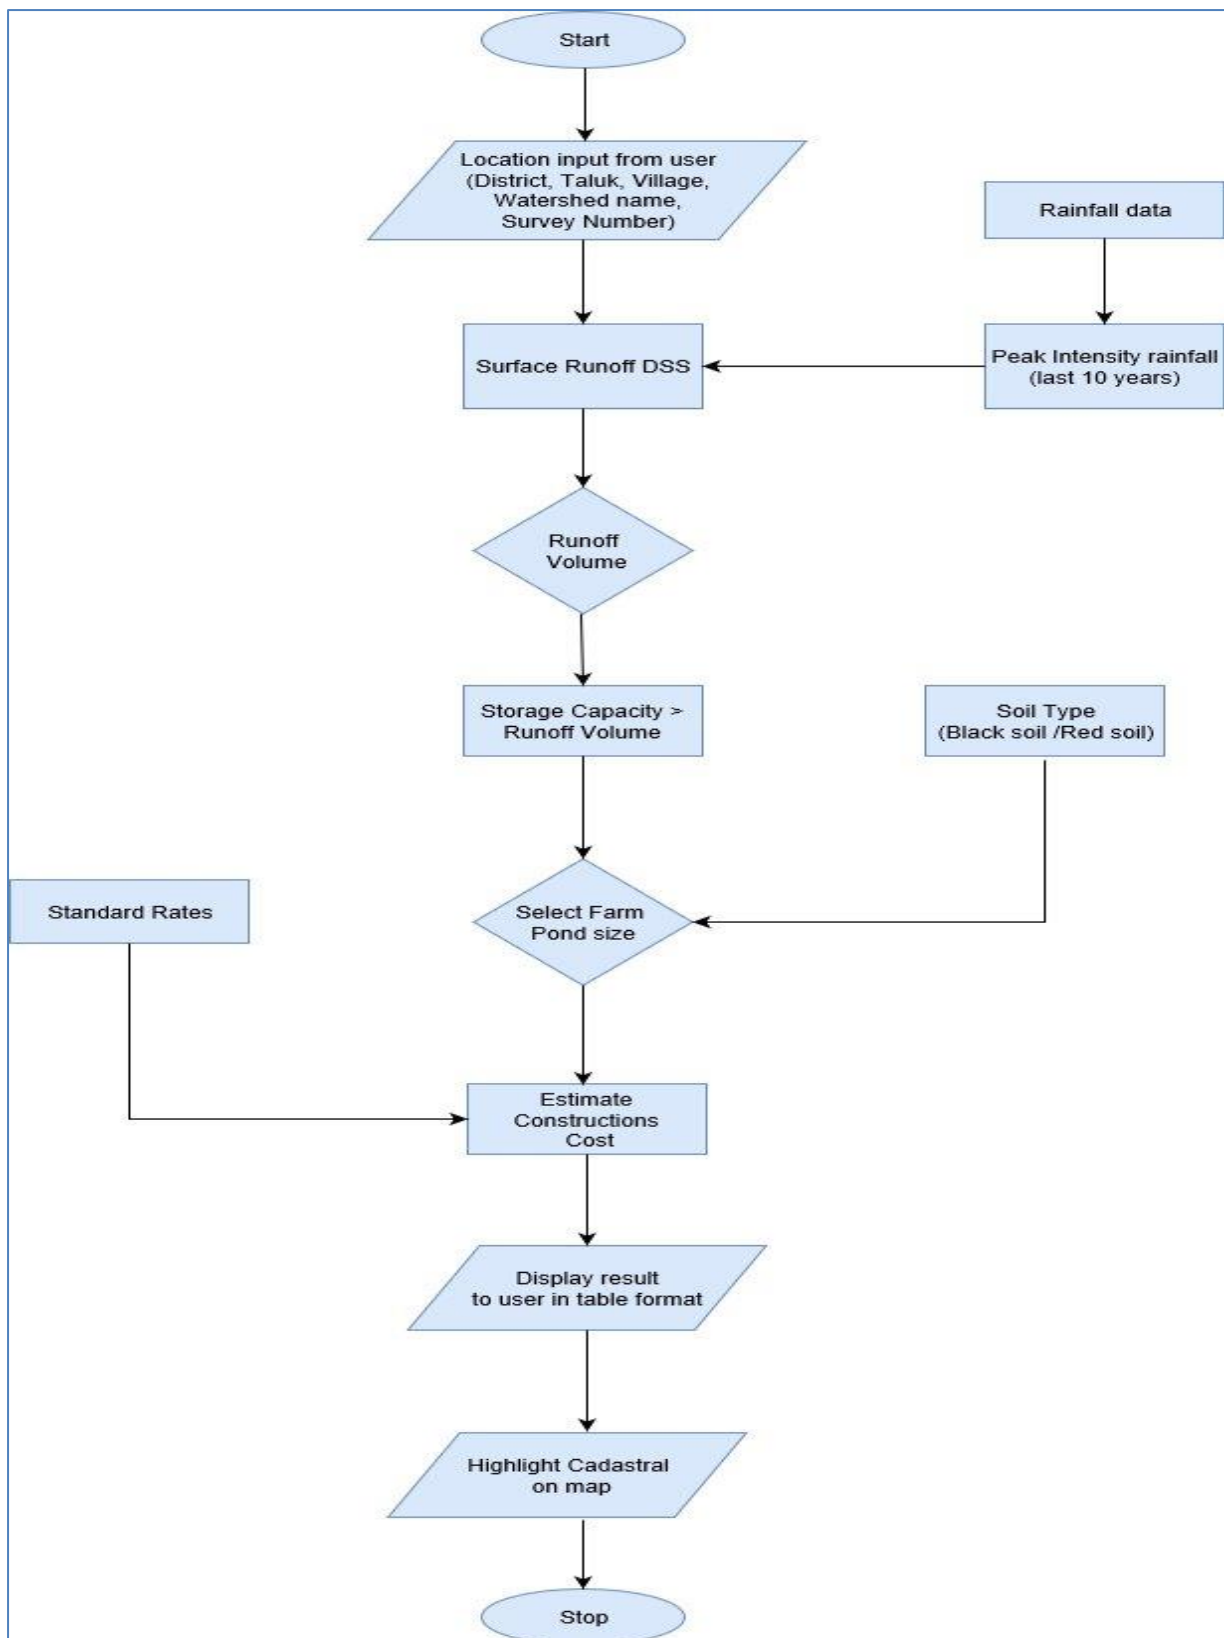 Start
Location input from user
(District, Taluk, Village,
Watershed name,
Survey Number)
Rainfall data
Surface Runoff DSS
Peak Intensity rainfall
(last 10 years)
Runoff
Volume
Storage Capacity >
Runoff Volume
Soil Type
(Black soil /Red soil)
Standard Rates
Select Farm
Pond size
Estimate
Constructions
Cost
Display result
to user in table format
Highlight Cadastral
on map
Stop